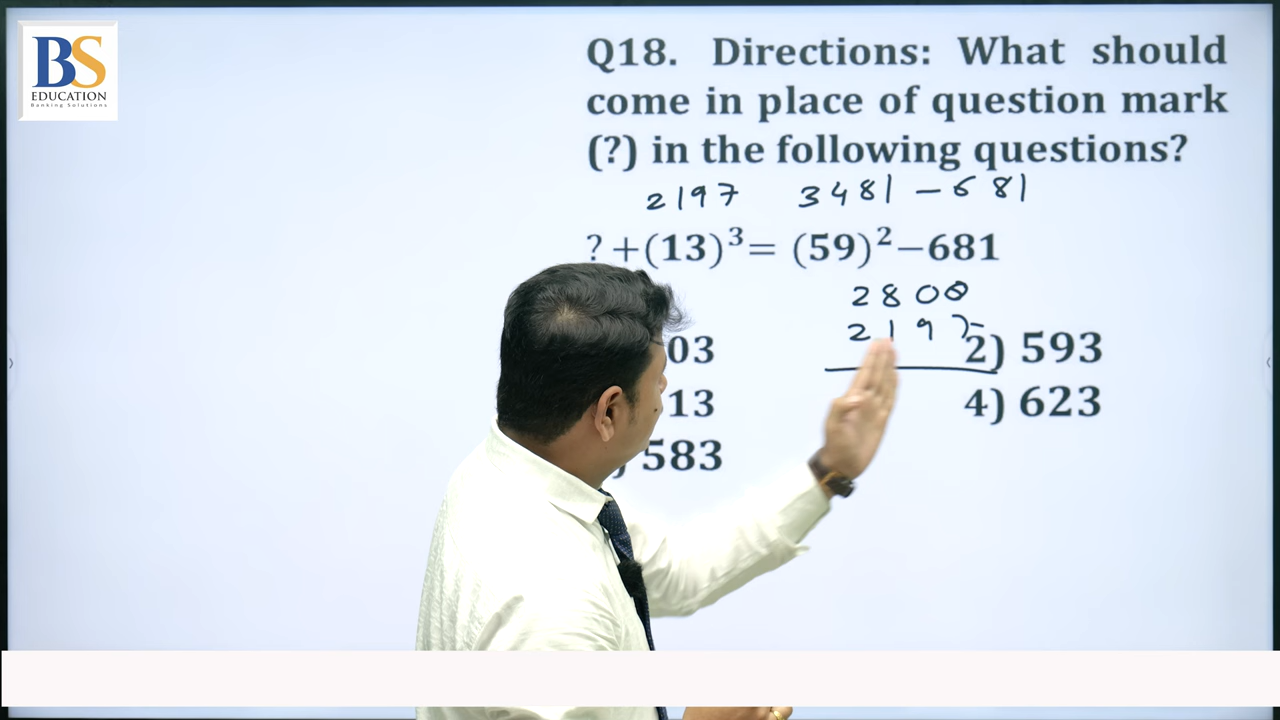 BS
EDUCATION
Banking Solutions
Q18. Directions: What should
come in place of question mark
(?) in the following questions?
2197 3481 - 681
? +(13)³= (59)²−681
2800
2197
03 2) 593
13 4) 623
) 583